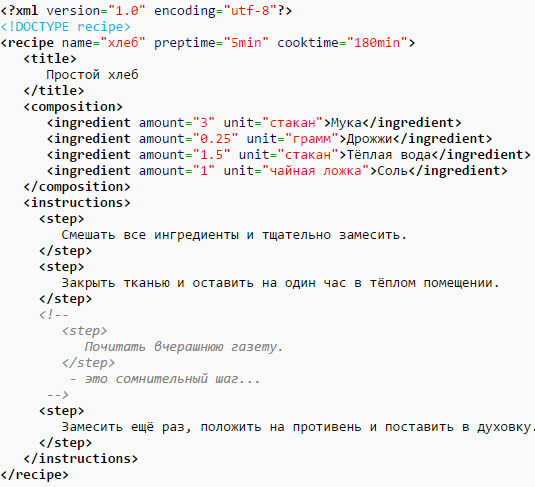 <?xml version="1.0" encoding="utf-8"?>
<!DOCTYPE recipe>
<recipe name="хлеб" preptime="5min" cooktime="180min">
   <title>
      Простой хлеб
   </title>
   <composition>
      <ingredient amount="3" unit="стакан">Мука</ingredient>
      <ingredient amount="0.25" unit="грамм">Дрожжи</ingredient>
      <ingredient amount="1.5" unit="стакан">Тёплая вода</ingredient>
      <ingredient amount="1" unit="чайная ложка">Соль</ingredient>
   </composition>
   <instructions>
     <step>
        Смешать все ингредиенты и тщательно замесить.
     </step>
     <step>
        Закрыть тканью и оставить на один час в тёплом помещении.
     </step>
     <!--
        <step>
           Почитать вчерашнюю газету.
        </step>
         - это сомнительный шаг...
      -->
     <step>
        Замесить ещё раз, положить на противень и поставить в духовку.
     </step>
   </instructions>
</recipe>